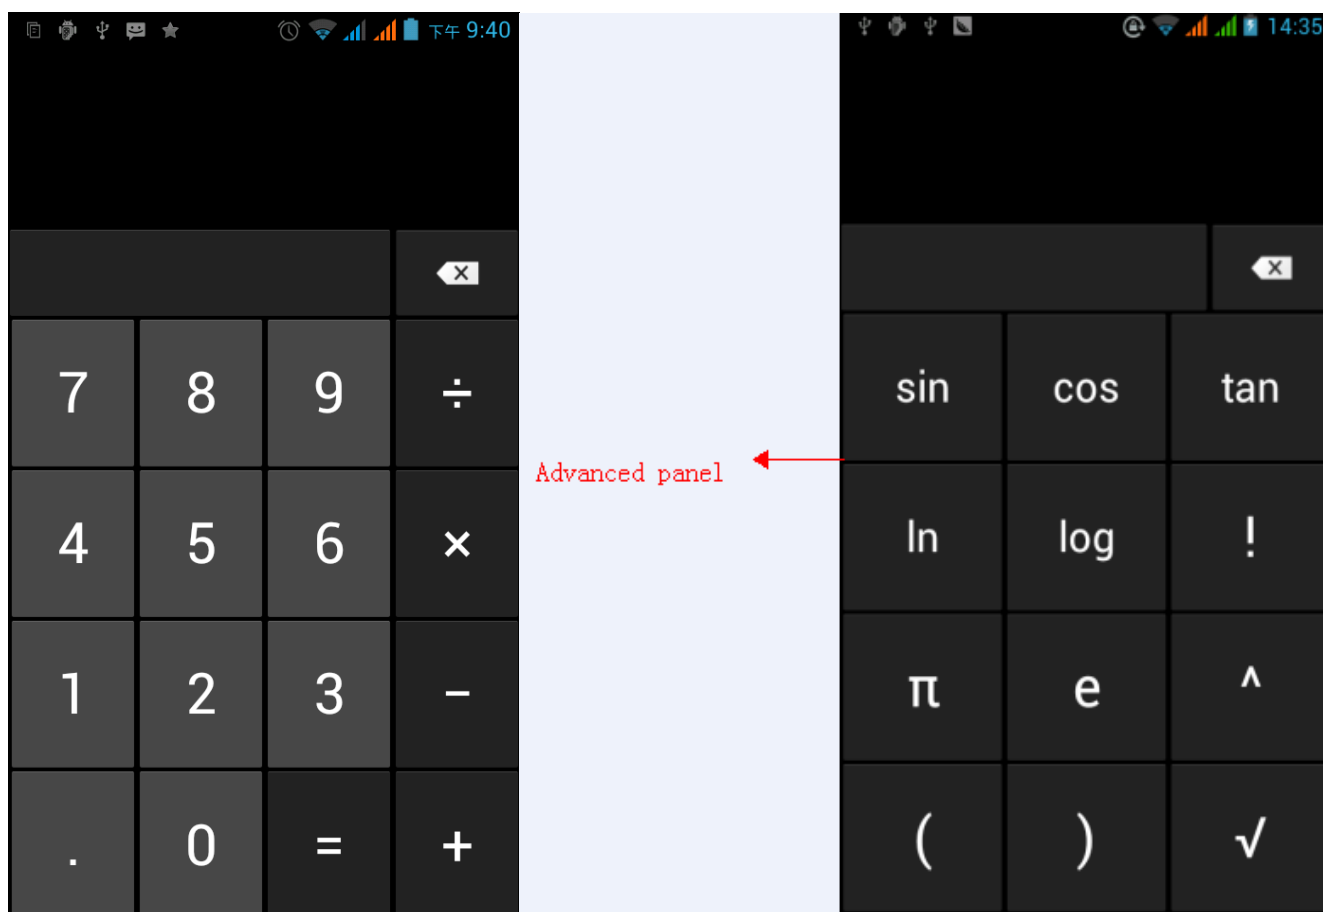 下午 9:40
7 8 9 ÷
4 5 6 ×
1 2 3 −
. 0 = +
Advanced panel
14:35
sin cos tan
ln log !
π e ^
( ) √